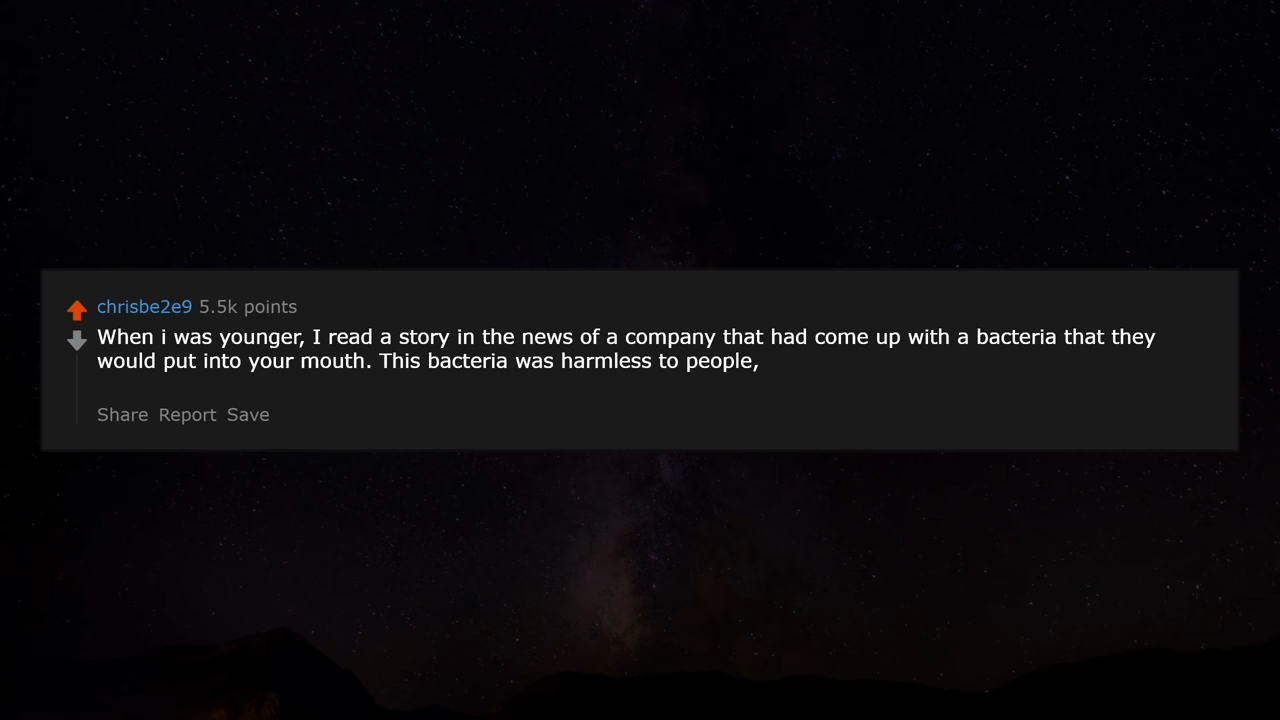 chrisbe2e9 5.5k points
When i was younger, I read a story in the news of a company that had come up with a bacteria that they
would put into your mouth. This bacteria was harmless to people,
Share Report Save